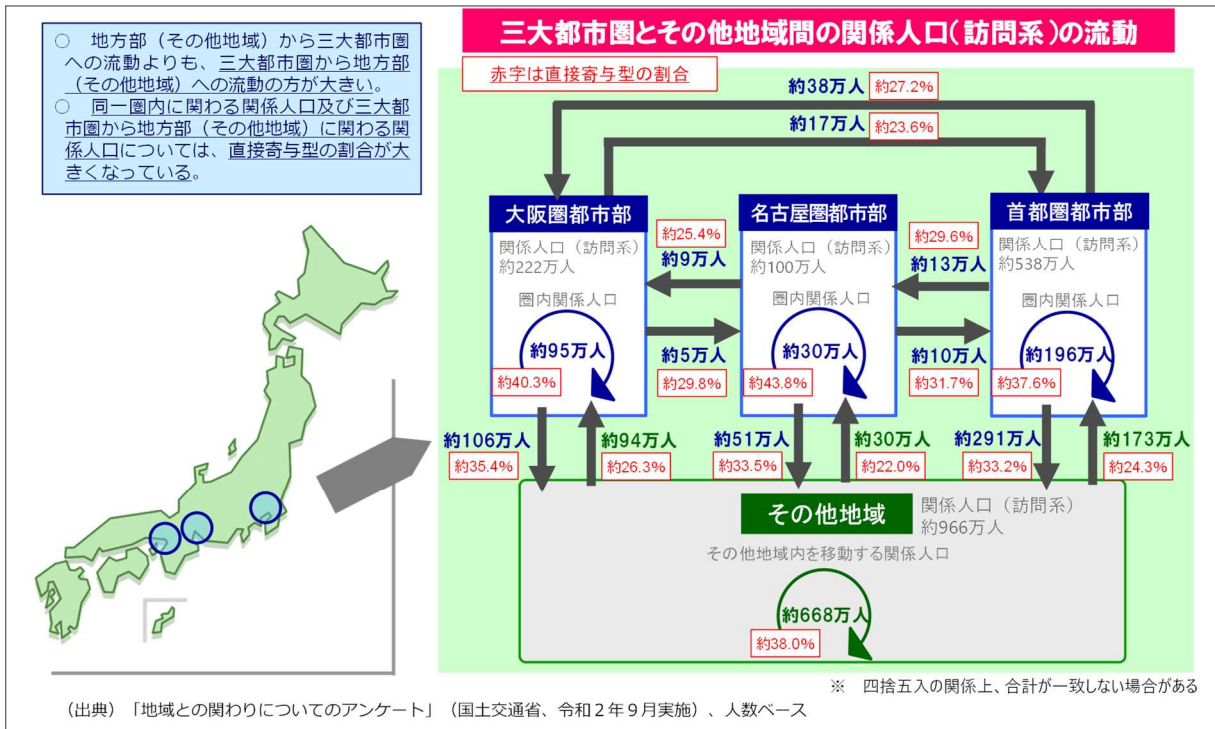 ○　地方部（その他地域）から三大都市圏
への流動よりも、三大都市圏から地方部
（その他地域）への流動の方が大きい。
○　同一圏内に関わる関係人口及び三大都
市圏から地方部（その他地域）に関わる関
係人口については、直接寄与型の割合が大
きくなっている。
三大都市圏とその他地域間の関係人口（訪問系）の流動
赤字は直接寄与型の割合
約38万人
約27.2%
約17万人
約23.6%
大阪圏都市部
関係人口（訪問系）
約222万人
圏内関係人口
約95万人
約40.3%
約25.4%
約9万人
約5万人
約29.8%
名古屋圏都市部
関係人口（訪問系）
約100万人
圏内関係人口
約30万人
約43.8%
約29.6%
約13万人
約10万人
約31.7%
首都圏都市部
関係人口（訪問系）
約538万人
圏内関係人口
約196万人
約37.6%
約106万人
約35.4%
約94万人
約26.3%
約51万人
約33.5%
約30万人
約22.0%
約291万人
約33.2%
約173万人
約24.3%
その他地域
関係人口（訪問系）
約966万人
その他地域内を移動する関係人口
約668万人
約38.0%
※　四捨五入の関係上、合計が一致しない場合がある
（出典）「地域との関わりについてのアンケート」（国土交通省、令和２年９月実施）、人数ベース